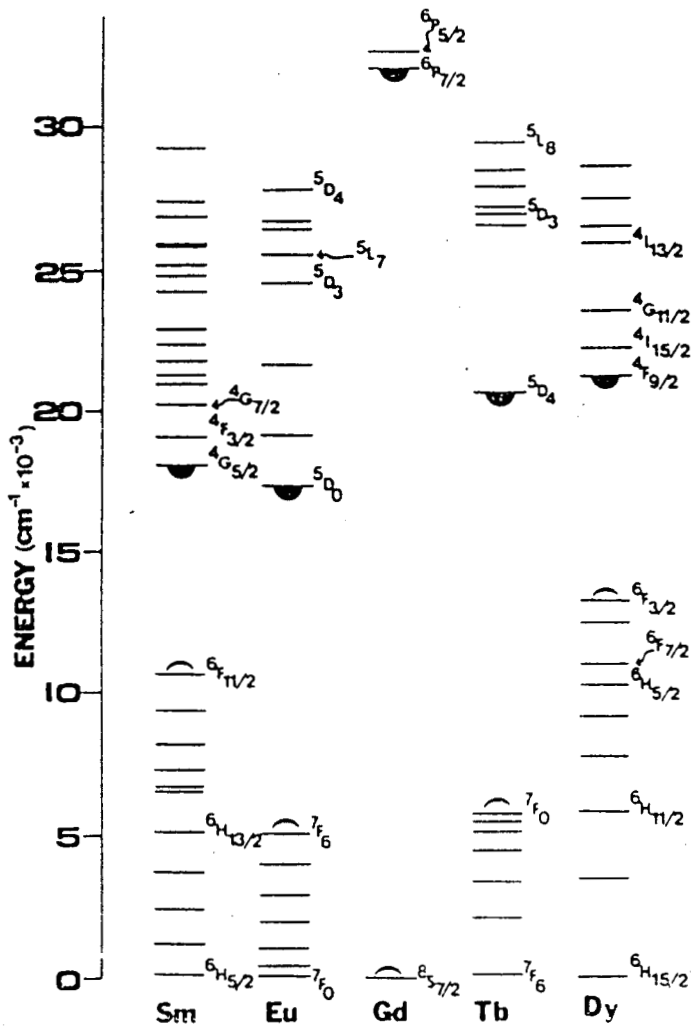 ⁶P₅/₂
⁶P₇/₂
30
⁵L₈
⁵D₄
⁵D₃
⁴I₁₃/₂
⁵L₇
25
⁵D₃
⁴G₁₁/₂
⁴I₁₅/₂
⁴F₉/₂
⁴G₇/₂
⁵D₄
20
⁴F₃/₂
⁴G₅/₂
⁵D₀
ENERGY (cm⁻¹ ×10⁻³)
15
⁶F₃/₂
⁶F₇/₂
⁶F₁₁/₂
⁶H₅/₂
10
⁷F₀
⁶H₁₁/₂
⁶H₁₃/₂
⁷F₆
5
0
⁶H₅/₂
⁷F₀
⁸S₇/₂
⁷F₆
⁶H₁₅/₂
Sm Eu Gd Tb Dy